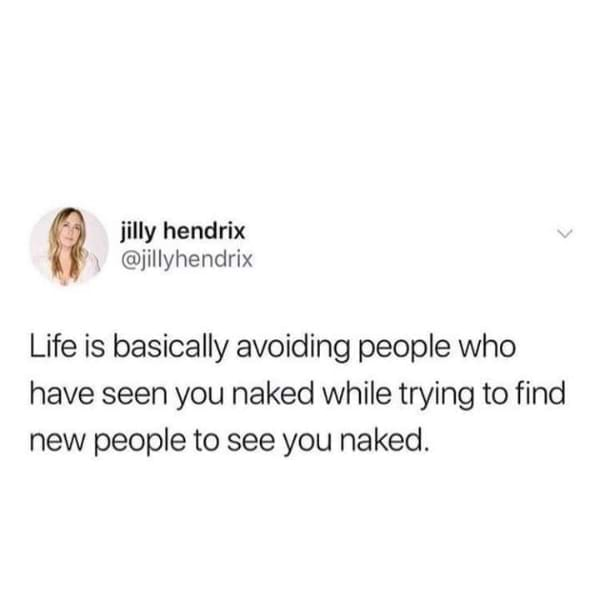 jilly hendrix
@jillyhendrix
Life is basically avoiding people who
have seen you naked while trying to find
new people to see you naked.